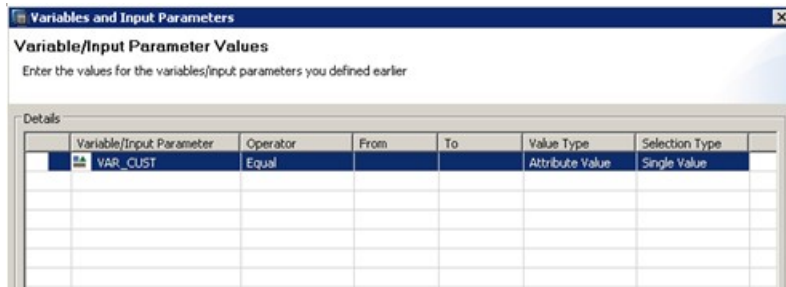 Variables and Input Parameters
Variable/Input Parameter Values
Enter the values for the variables/input parameters you defined earlier
Details
Variable/Input Parameter Operator From To Value Type Selection Type
VAR_CUST Equal Attribute Value Single Value